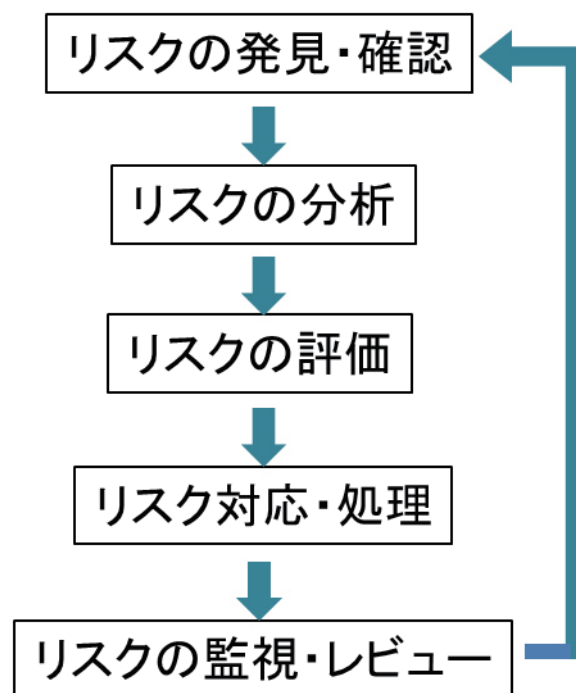 リスクの発見・確認
リスクの分析
リスクの評価
リスク対応・処理
リスクの監視・レビュー